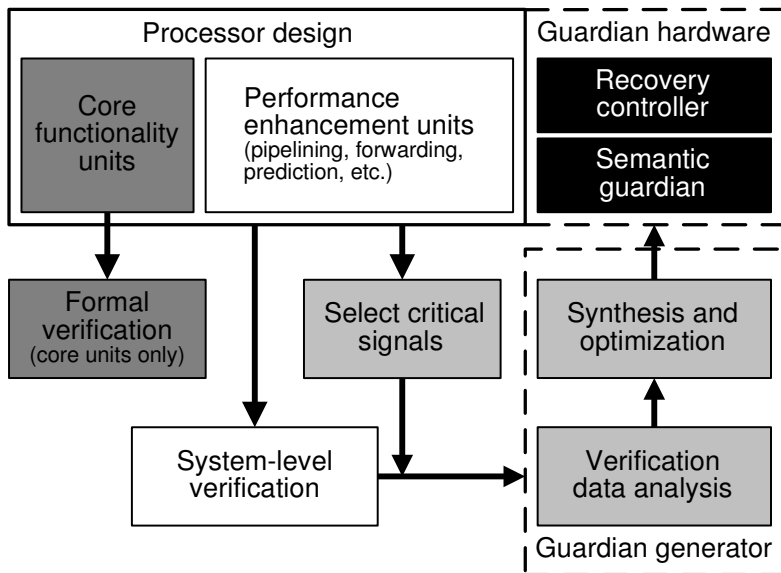 Processor design
Core
functionality
units
Performance
enhancement units
(pipelining, forwarding,
prediction, etc.)
Guardian hardware
Recovery
controller
Semantic
guardian
Formal
verification
(core units only)
Select critical
signals
Synthesis and
optimization
System-level
verification
Verification
data analysis
Guardian generator